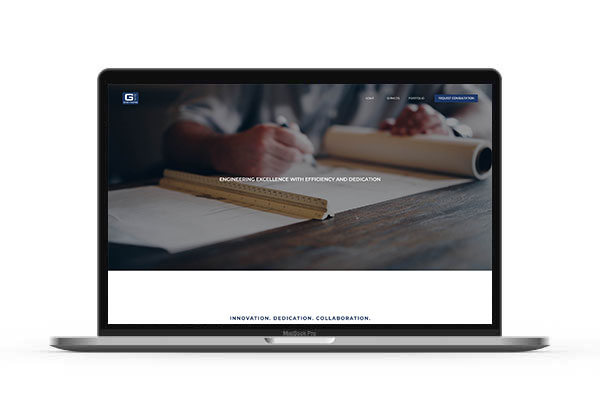 G
HOME SERVICES PORTFOLIO REQUEST CONSULTATION
ENGINEERING EXCELLENCE WITH EFFICIENCY AND DEDICATION
INNOVATION. DEDICATION. COLLABORATION.
MacBook Pro